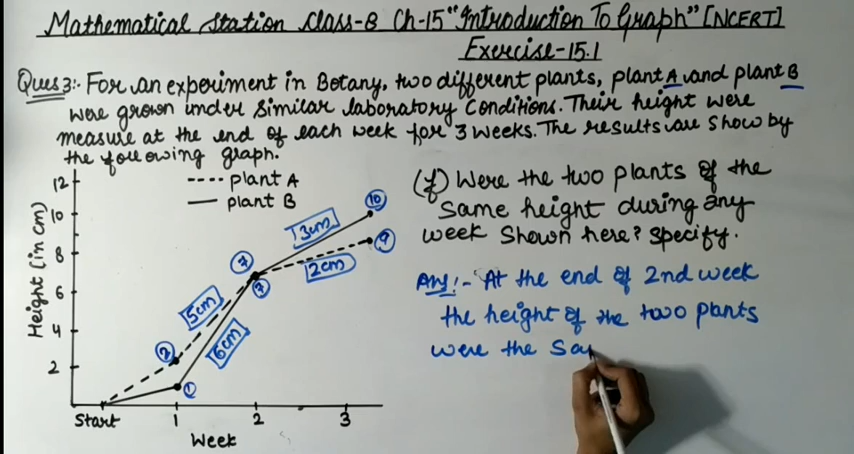 Mathematical Station Class-8 Ch-15 "Introduction To Graph" [NCERT]
Exercise-15.1
Ques 3:- For an experiment in Botany, two different plants, plant A and plant B
were grown under similar laboratory Conditions. Their height were
measure at the end of each week for 3 weeks. The results are show by
the following graph.
12
10
8
6
4
2
Height (in cm)
---- plant A
— plant B
10
3cm
9
2cm
7
7
5cm
6cm
2
1
Start
1
2
3
Week
(f) Were the two plants of the
Same height during any
week shown here? specify.
Ans:- At the end of 2nd week
the height of the two plants
were the Sa